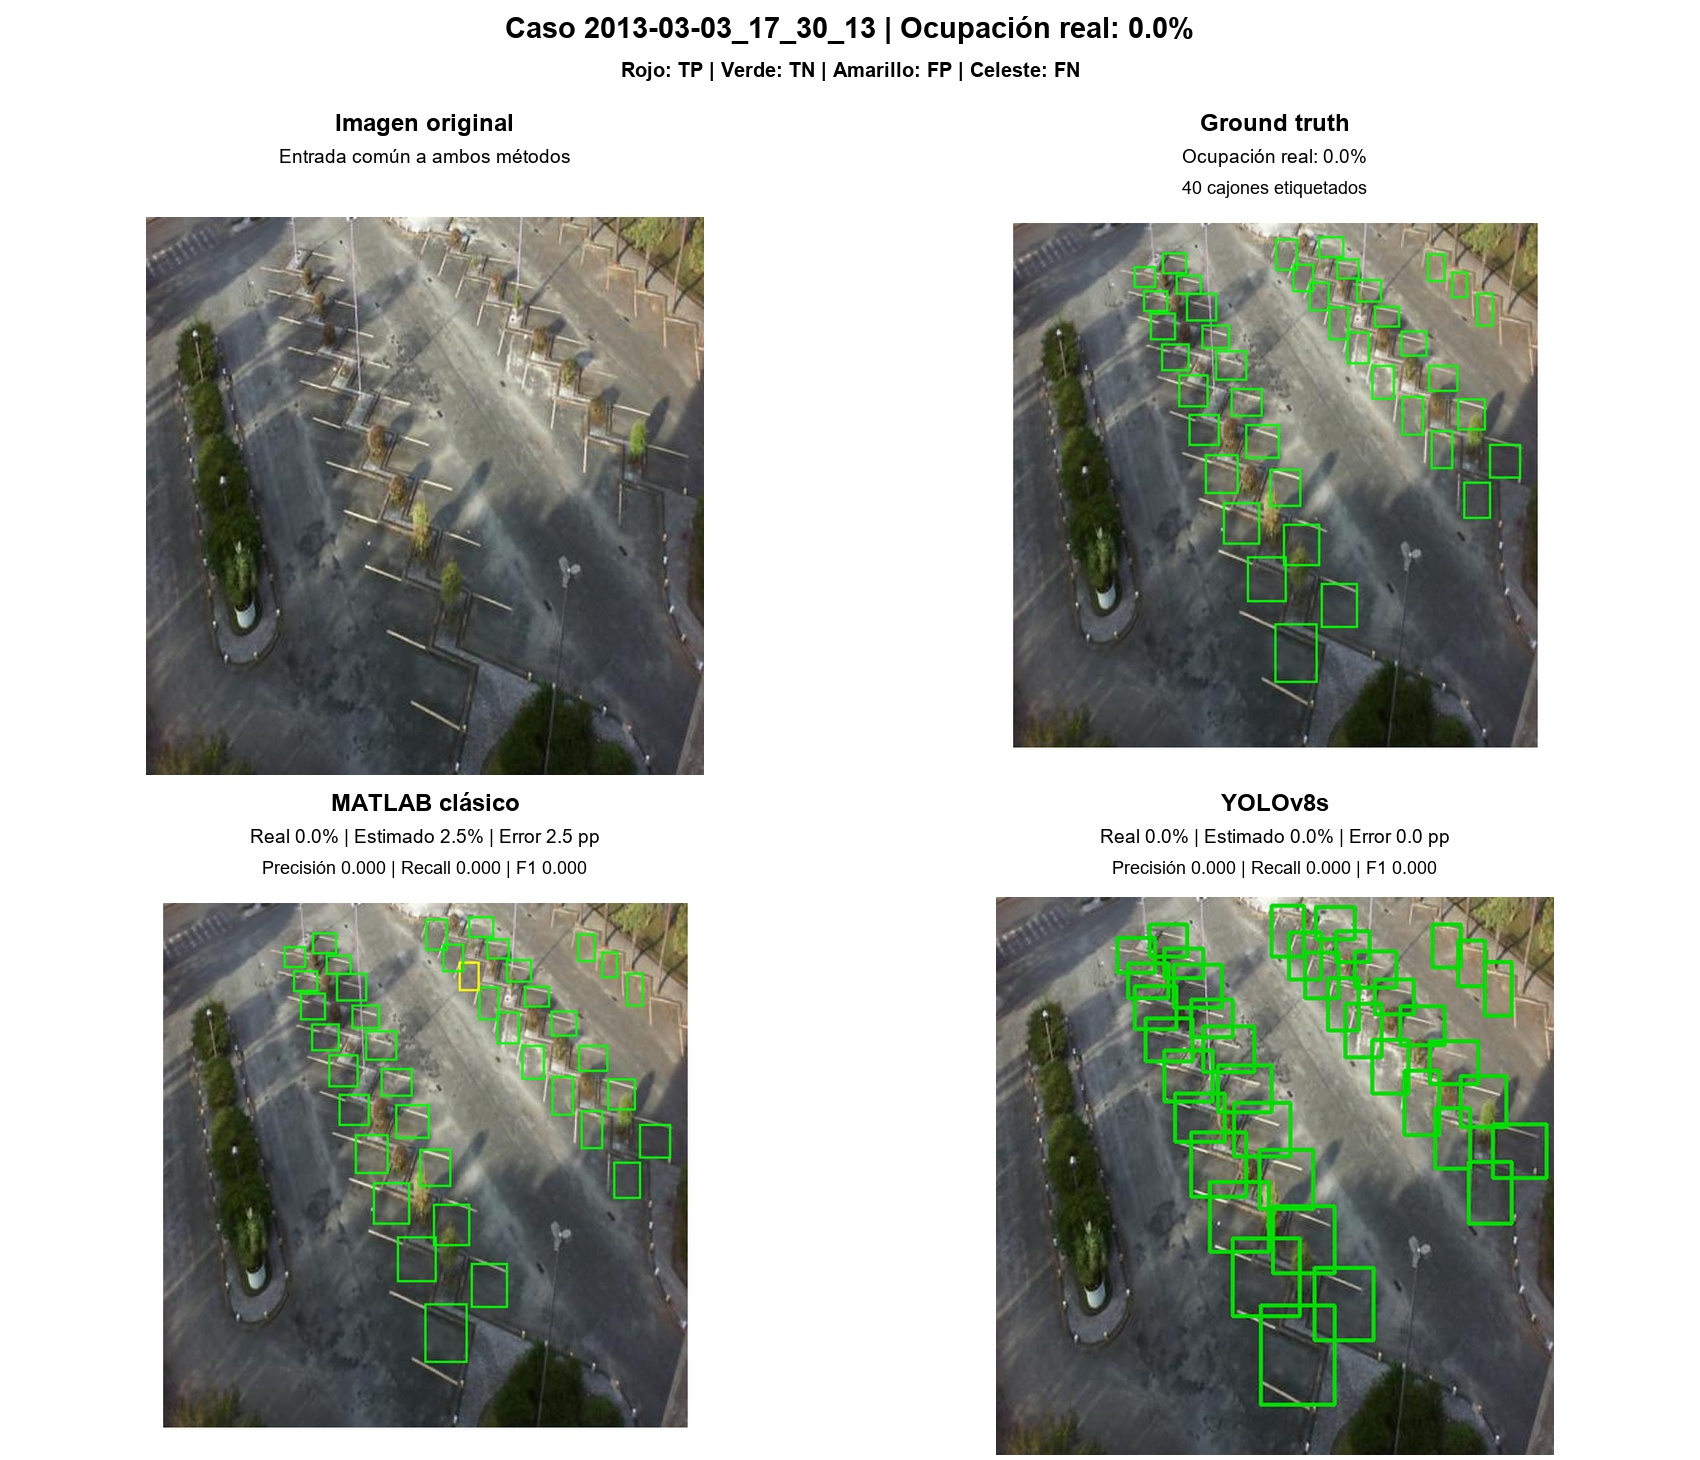 Caso 2013-03-03_17_30_13 | Ocupación real: 0.0%
Rojo: TP | Verde: TN | Amarillo: FP | Celeste: FN
Imagen original
Entrada común a ambos métodos
Ground truth
Ocupación real: 0.0%
40 cajones etiquetados
MATLAB clásico
Real 0.0% | Estimado 2.5% | Error 2.5 pp
Precisión 0.000 | Recall 0.000 | F1 0.000
YOLOv8s
Real 0.0% | Estimado 0.0% | Error 0.0 pp
Precisión 0.000 | Recall 0.000 | F1 0.000